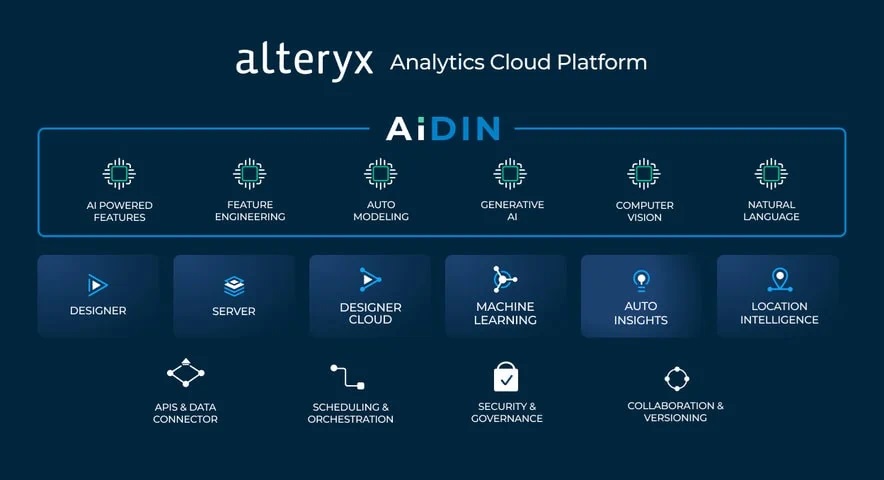 alteryx Analytics Cloud Platform
AiDIN
AI POWERED
FEATURES
FEATURE
ENGINEERING
AUTO
MODELING
GENERATIVE
AI
COMPUTER
VISION
NATURAL
LANGUAGE
DESIGNER
SERVER
DESIGNER
CLOUD
MACHINE
LEARNING
AUTO
INSIGHTS
LOCATION
INTELLIGENCE
APIS & DATA
CONNECTOR
SCHEDULING &
ORCHESTRATION
SECURITY &
GOVERNANCE
COLLABORATION &
VERSIONING